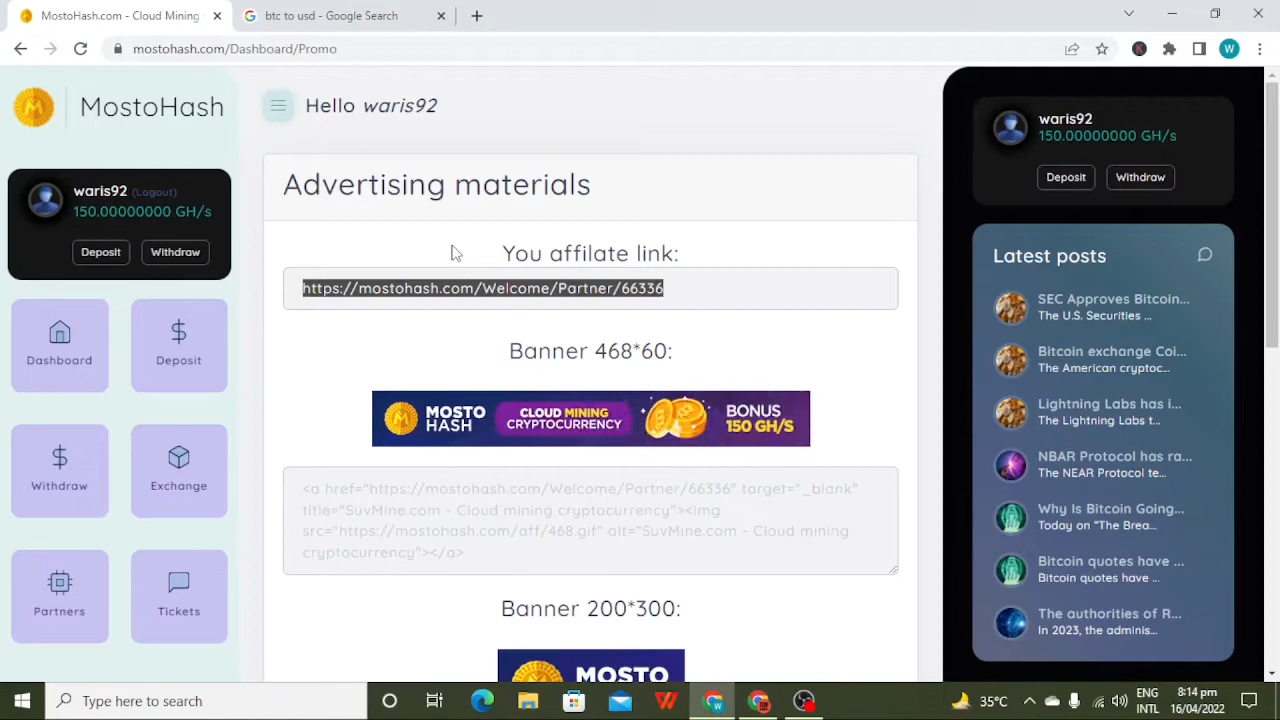 MostoHash.com - Cloud Mining
btc to usd - Google Search
mostohash.com/Dashboard/Promo
K
W
MostoHash
Hello waris92
waris92 (Logout)
150.00000000 GH/s
Deposit
Withdraw
Dashboard
Deposit
Withdraw
Exchange
Partners
Tickets
Advertising materials
You affilate link:
https://mostohash.com/Welcome/Partner/66336
Banner 468*60:
M
MOSTO
HASH
CLOUD MINING
CRYPTOCURRENCY
BONUS
150 GH/s
<a href="https://mostohash.com/Welcome/Partner/66336" target="_blank"
title="SuvMine.com - Cloud mining cryptocurrency"><img
src="https://mostohash.com/aff/468.gif" alt="SuvMine.com - Cloud mining
cryptocurrency"></a>
Banner 200*300:
MOSTO
waris92
150.00000000 GH/s
Deposit
Withdraw
Latest posts
SEC Approves Bitcoin...
The U.S. Securities ...
Bitcoin exchange Coi...
The American cryptoc...
Lightning Labs has i...
The Lightning Labs t...
NBAR Protocol has ra...
The NEAR Protocol te...
Why Is Bitcoin Going...
Today on “The Brea...
Bitcoin quotes have ...
Bitcoin quotes have ...
The authorities of R...
In 2023, the adminis...
Type here to search
35°C
ENG
INTL
8:14 pm
16/04/2022